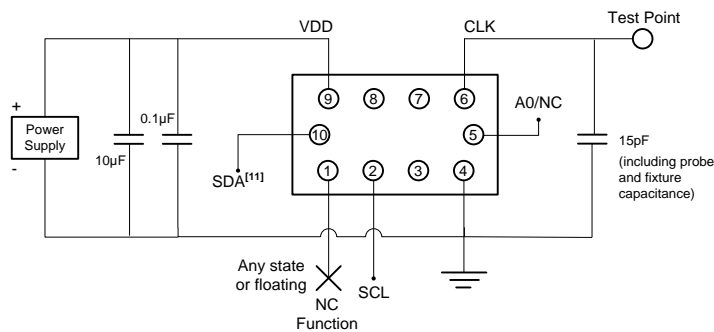 VDD
CLK
Test Point
+
Power
Supply
-
10µF
0.1µF
9
8
7
6
10
5
1
2
3
4
A0/NC
SDA[11]
15pF
(including probe
and fixture
capacitance)
Any state
or floating
NC
Function
SCL